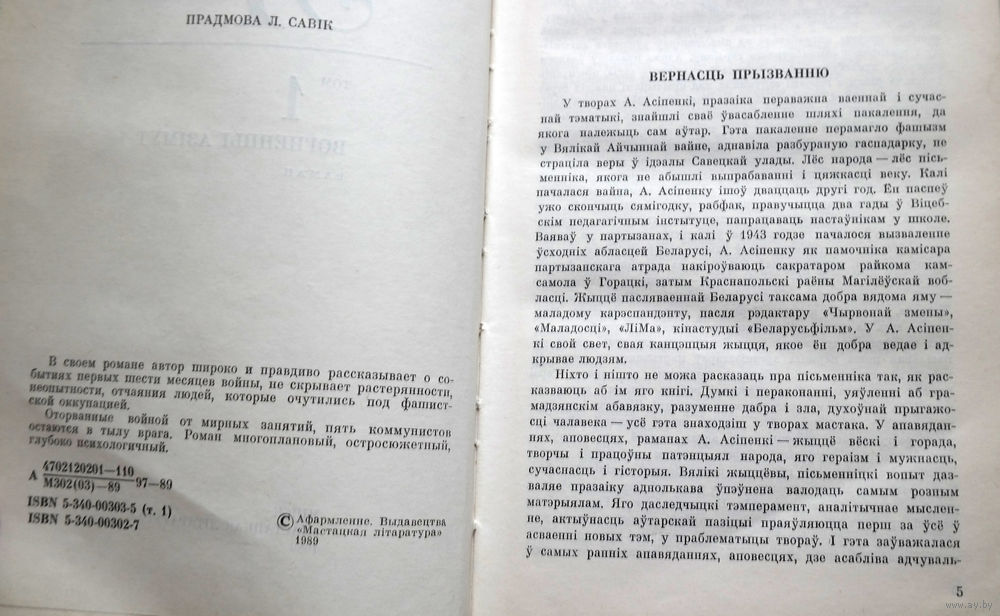 ПРАДМОВА Л. САВІК
В своем романе автор широко и правдиво рассказывает о со-
бытиях первых шести месяцев войны, не скрывает растерянности,
неопытности, отчаяния людей, которые очутились под фашист-
ской оккупацией.
Оторванные войной от мирных занятий, пять коммунистов
остаются в тылу врага. Роман многоплановый, остросюжетный,
глубоко психологичный.
А 4702120201—110
М302(03)—89 97—89
ISBN 5-340-00303-5 (т. 1)
ISBN 5-340-00302-7
© Афармленне. Выдавецтва
«Мастацкая літаратура»
1989
ВЕРНАСЦЬ ПРЫЗВАННЮ
У творах А. Асіпенкі, празаіка пераважна ваеннай і сучас-
най тэматыкі, знайшлі сваё ўвасабленне шляхі пакалення, да
якога належыць сам аўтар. Гэта пакаленне перамагло фашызм
у Вялікай Айчыннай вайне, аднавіла разбураную гаспадарку, не
страціла веры ў ідэалы Савецкай улады. Лёс народа — лёс пісь-
менніка, якога не абышлі выпрабаванні і цяжкасці веку. Калі
пачалася вайна, А. Асіпенку ішоў дваццаць другі год. Ён паспеў
ужо скончыць сямігодку, рабфак, правучыцца два гады ў Віцеб-
скім педагагічным інстытуце, папрацаваць настаўнікам у школе.
Ваяваў у партызанах, і калі ў 1943 годзе пачалося вызваленне
ўсходніх абласцей Беларусі, А. Асіпенку як памочніка камісара
партызанскага атрада накіроўваюць сакратаром райкома кам-
самола ў Горацкі, затым Краснапольскі раёны Магілёўскай воб-
ласці. Жыццё пасляваеннай Беларусі таксама добра вядома яму —
маладому карэспандэнту, пасля рэдактару «Чырвонай змены»,
«Маладосці», «ЛіМа», кінастудыі «Беларусьфільм». У А. Асіпен-
кі свой свет, свая канцэпцыя жыцця, якое ён добра ведае і ад-
крывае людзям.
Ніхто і нішто не можа расказаць пра пісьменніка так, як рас-
казваюць аб ім яго кнігі. Думкі і перакананні, уяўленні аб гра-
мадзянскім абавязку, разуменне дабра і зла, духоўнай прыгажо-
сці чалавека — усё гэта знаходзіш у творах мастака. У апавядан-
нях, аповесцях, раманах А. Асіпенкі — жыццё вёскі і горада,
творчы і працоўны патэнцыял народа, яго гераізм і мужнасць,
сучаснасць і гісторыя. Вялікі жыццёвы, пісьменніцкі вопыт даз-
валяе празаіку аднолькава ўпэўнена валодаць самым розным
матэрыялам. Яго даследчыцкі тэмперамент, аналітычнае мыслен-
не, актыўнасць аўтарскай пазіцыі праяўляюцца перш за ўсё ў
асваенні новых тэм, у праблематыцы твораў. І гэта заўважалася
ў самых ранніх апавяданнях, аповесцях, дзе асабліва адчуваль-
5
www.ay.by